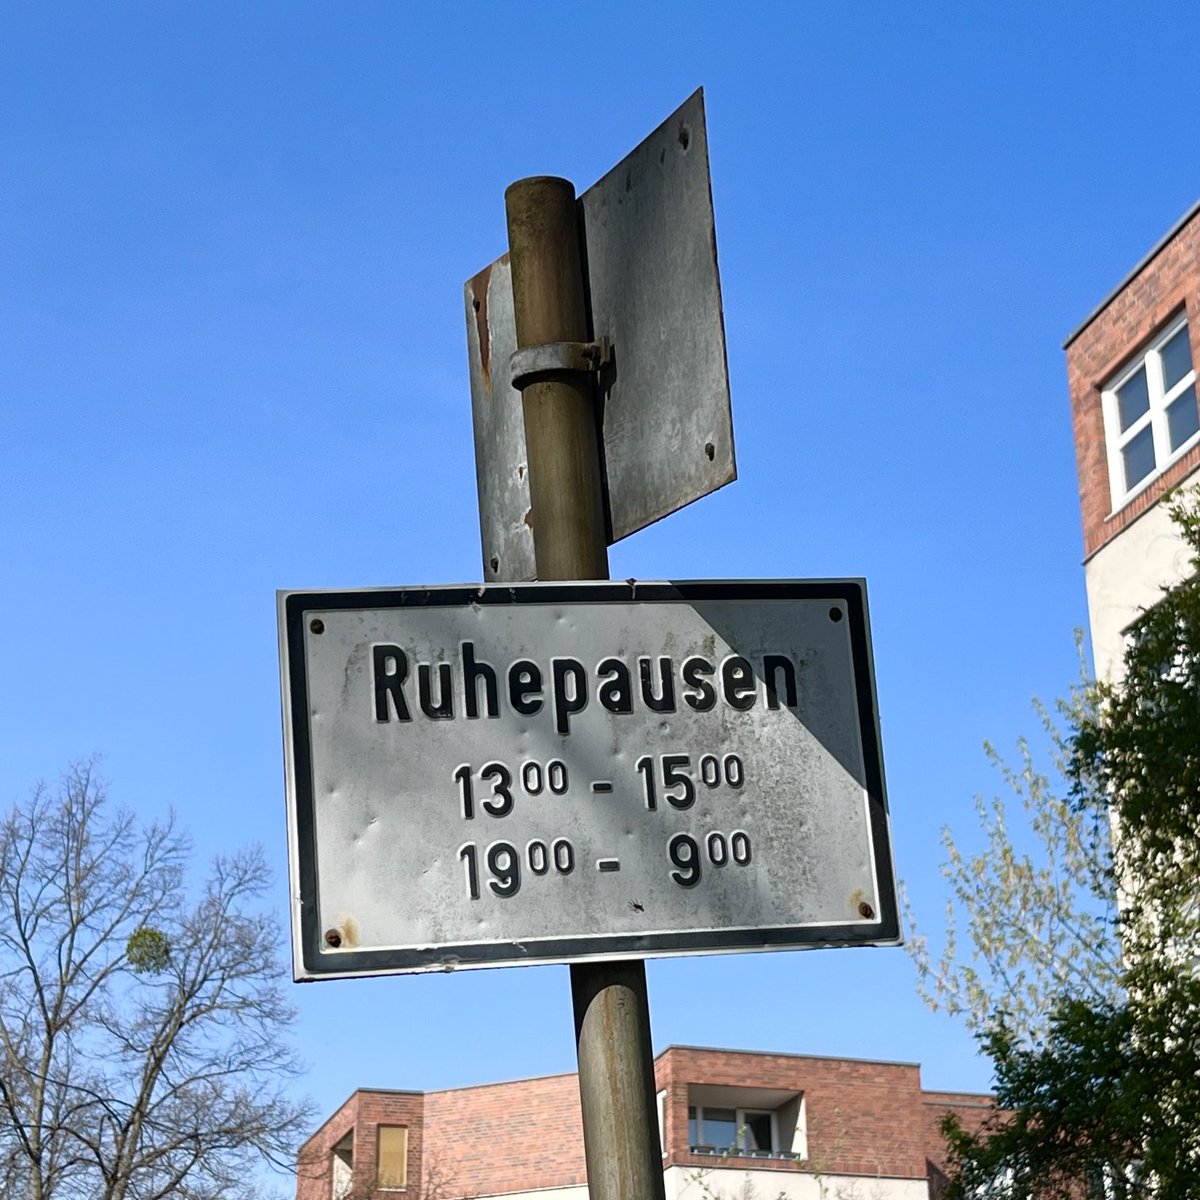 Ruhepausen
13⁰⁰ - 15⁰⁰
19⁰⁰ - 9⁰⁰